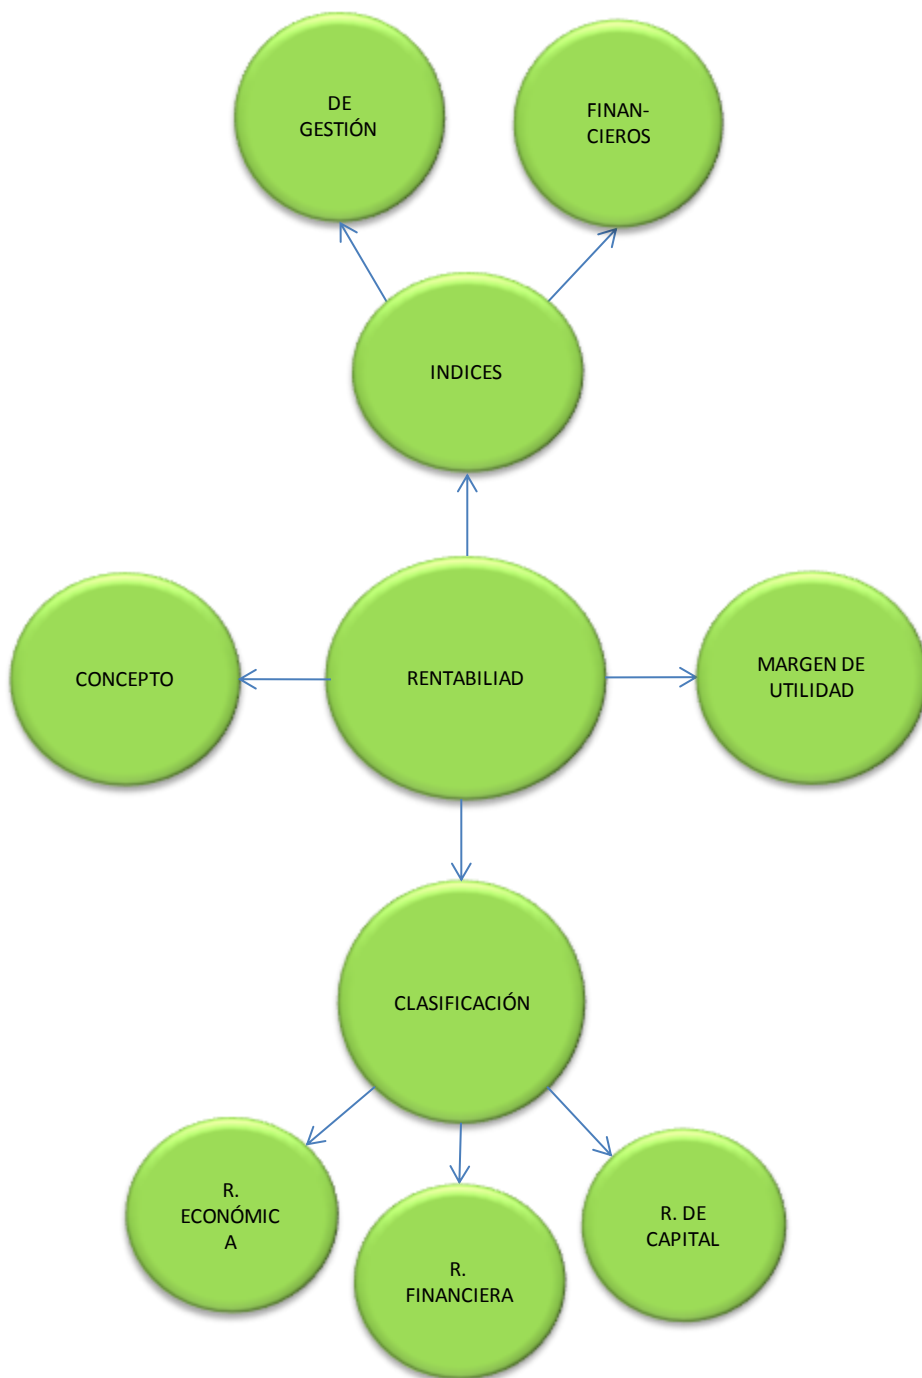 DE
GESTIÓN
FINAN-
CIEROS
INDICES
CONCEPTO
RENTABILIAD
MARGEN DE
UTILIDAD
CLASIFICACIÓN
R.
ECONÓMIC
A
R.
FINANCIERA
R. DE
CAPITAL